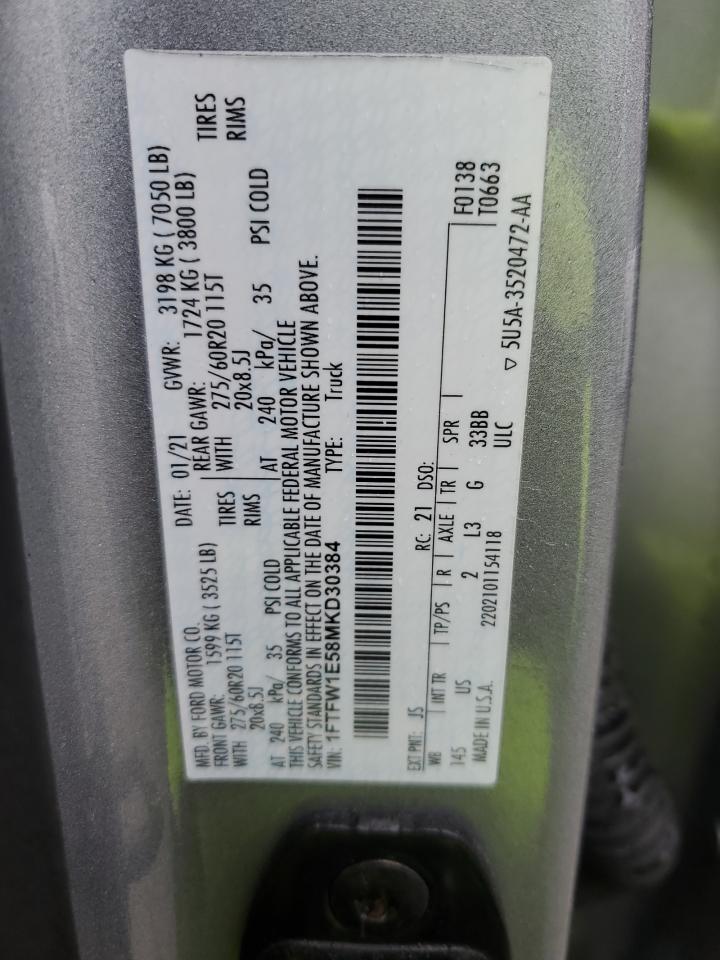 MFD. BY FORD MOTOR CO.
DATE: 01/21 GVWR: 3198 KG ( 7050 LB)
FRONT GAWR: 1599 KG ( 3525 LB) REAR GAWR: 1724 KG ( 3800 LB)
WITH 275/60R20 115T TIRES WITH 275/60R20 115T TIRES
20x8.5J RIMS 20x8.5J RIMS
AT 240 kPa/ 35 PSI COLD AT 240 kPa/ 35 PSI COLD
THIS VEHICLE CONFORMS TO ALL APPLICABLE FEDERAL MOTOR VEHICLE
SAFETY STANDARDS IN EFFECT ON THE DATE OF MANUFACTURE SHOWN ABOVE.
VIN: 1FTFW1E58MKD30384 TYPE: Truck
EXT PNT: JS RC: 21 DSO: F0138
WB INT TR TP/PS R AXLE TR SPR T0663
145 US 2 L3 G 33BB
MADE IN U.S.A. 2202101154118 ULC
▽ 5U5A-3520472-AA